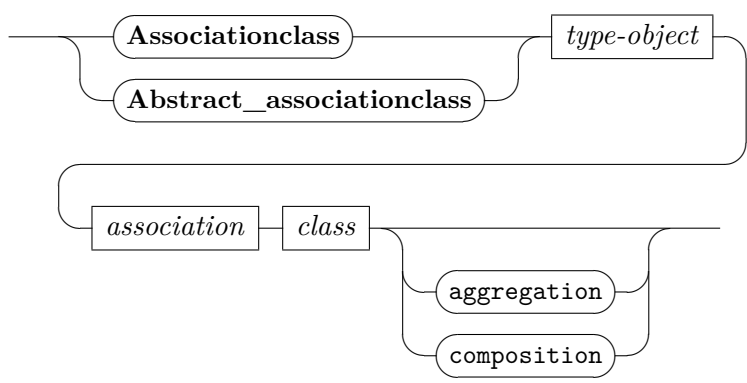 Associationclass type-object
Abstract_associationclass
association class
aggregation
composition